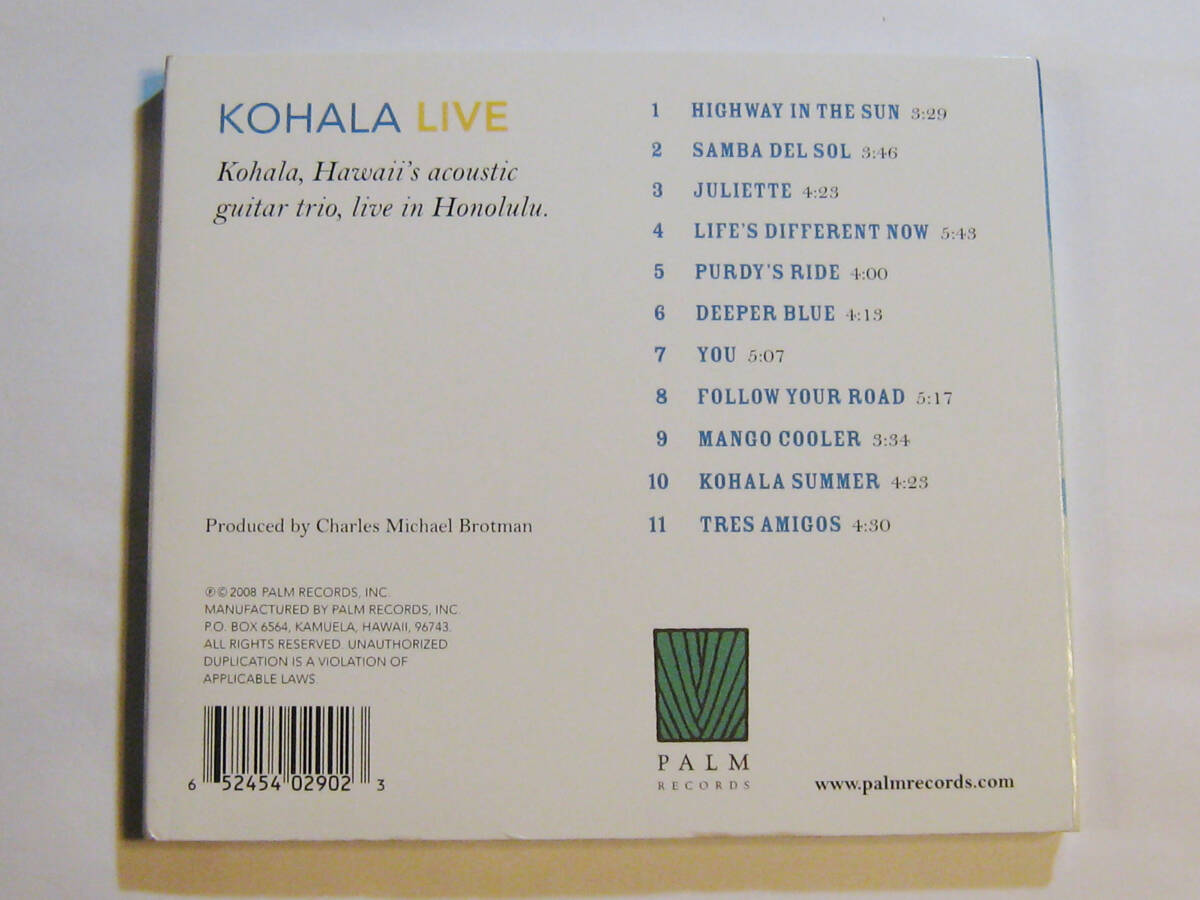 KOHALA LIVE
Kohala, Hawaii's acoustic
guitar trio, live in Honolulu.
1 HIGHWAY IN THE SUN 3:29
2 SAMBA DEL SOL 3:46
3 JULIETTE 4:23
4 LIFE'S DIFFERENT NOW 5:43
5 PURDY'S RIDE 4:00
6 DEEPER BLUE 4:13
7 YOU 5:07
8 FOLLOW YOUR ROAD 5:17
9 MANGO COOLER 3:34
10 KOHALA SUMMER 4:23
11 TRES AMIGOS 4:30
Produced by Charles Michael Brotman
℗© 2008 PALM RECORDS, INC.
MANUFACTURED BY PALM RECORDS, INC.
P.O. BOX 6564, KAMUELA, HAWAII, 96743.
ALL RIGHTS RESERVED. UNAUTHORIZED
DUPLICATION IS A VIOLATION OF
APPLICABLE LAWS.
6 52454 02902 3
PALM
RECORDS
www.palmrecords.com